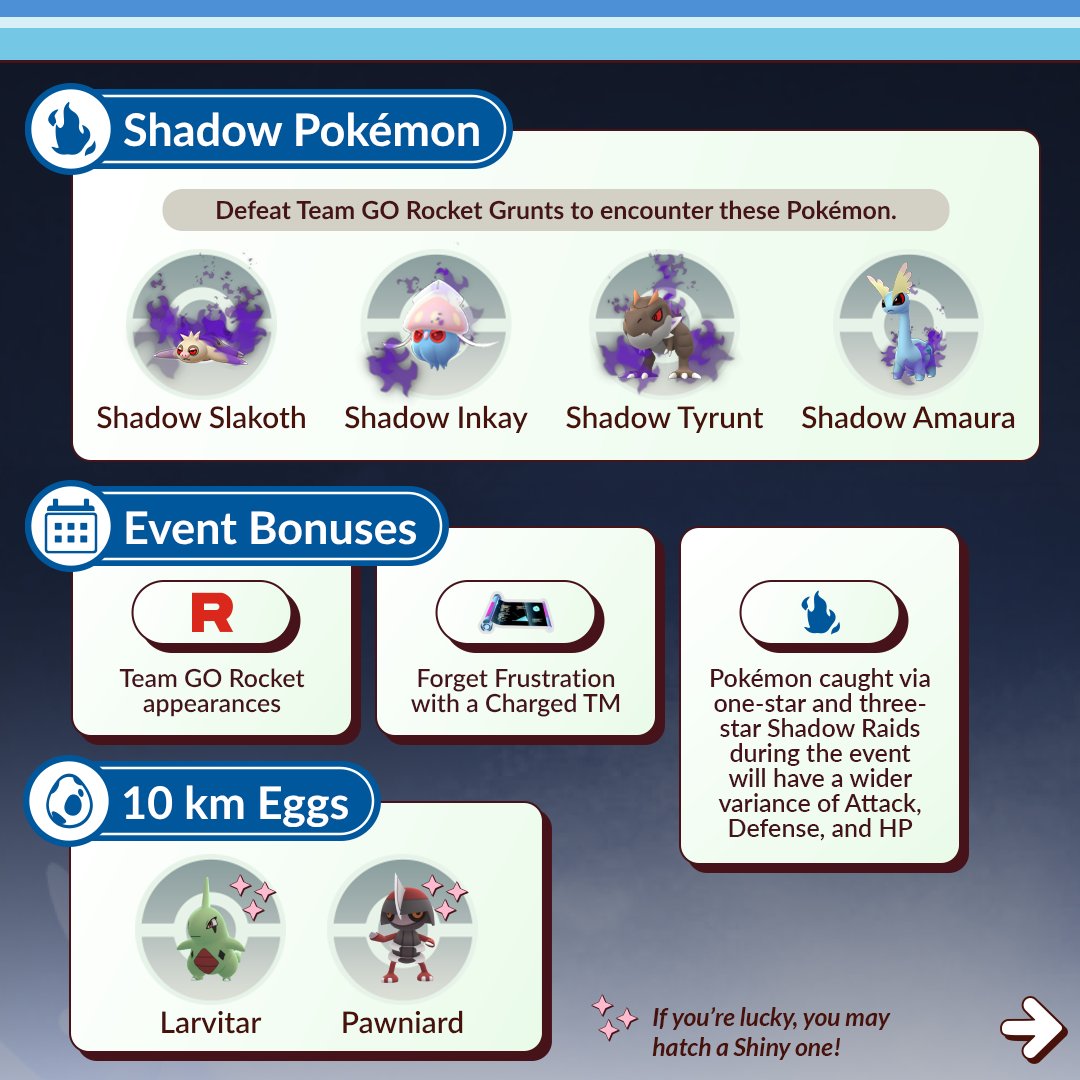 Shadow Pokémon
Defeat Team GO Rocket Grunts to encounter these Pokémon.
Shadow Slakoth
Shadow Inkay
Shadow Tyrunt
Shadow Amaura
Event Bonuses
R
Team GO Rocket
appearances
Forget Frustration
with a Charged TM
Pokémon caught via
one-star and three-
star Shadow Raids
during the event
will have a wider
variance of Attack,
Defense, and HP
10 km Eggs
Larvitar
Pawniard
If you're lucky, you may
hatch a Shiny one!